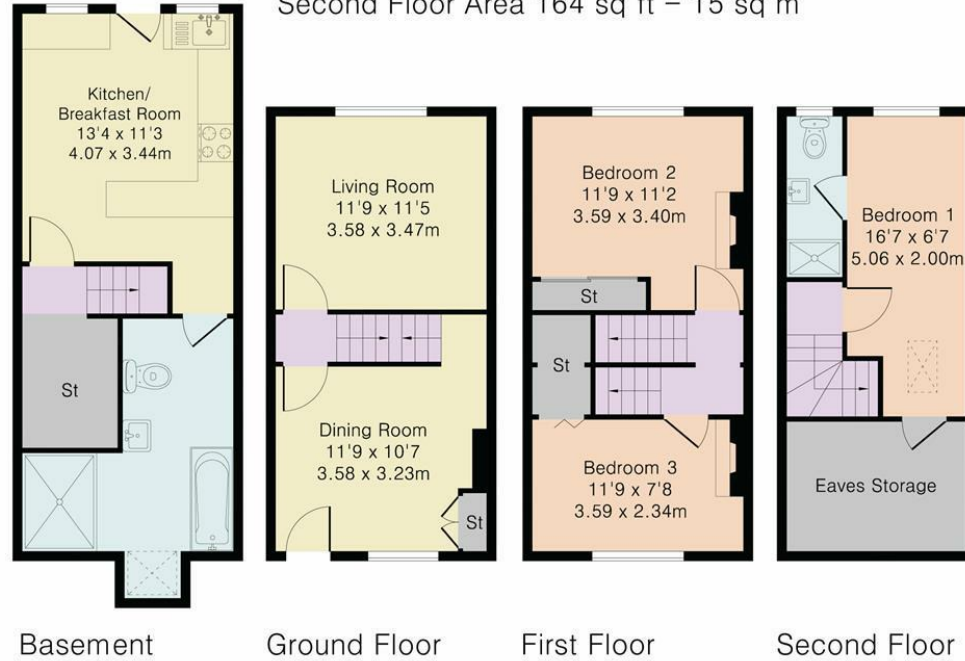 Second Floor Area 164 sq ft – 15 sq m
Kitchen/
Breakfast Room
13'4 x 11'3
4.07 x 3.44m
St
Living Room
11'9 x 11'5
3.58 x 3.47m
Dining Room
11'9 x 10'7
3.58 x 3.23m
St
Bedroom 2
11'9 x 11'2
3.59 x 3.40m
St
St
Bedroom 3
11'9 x 7'8
3.59 x 2.34m
Bedroom 1
16'7 x 6'7
5.06 x 2.00m
Eaves Storage
Basement
Ground Floor
First Floor
Second Floor